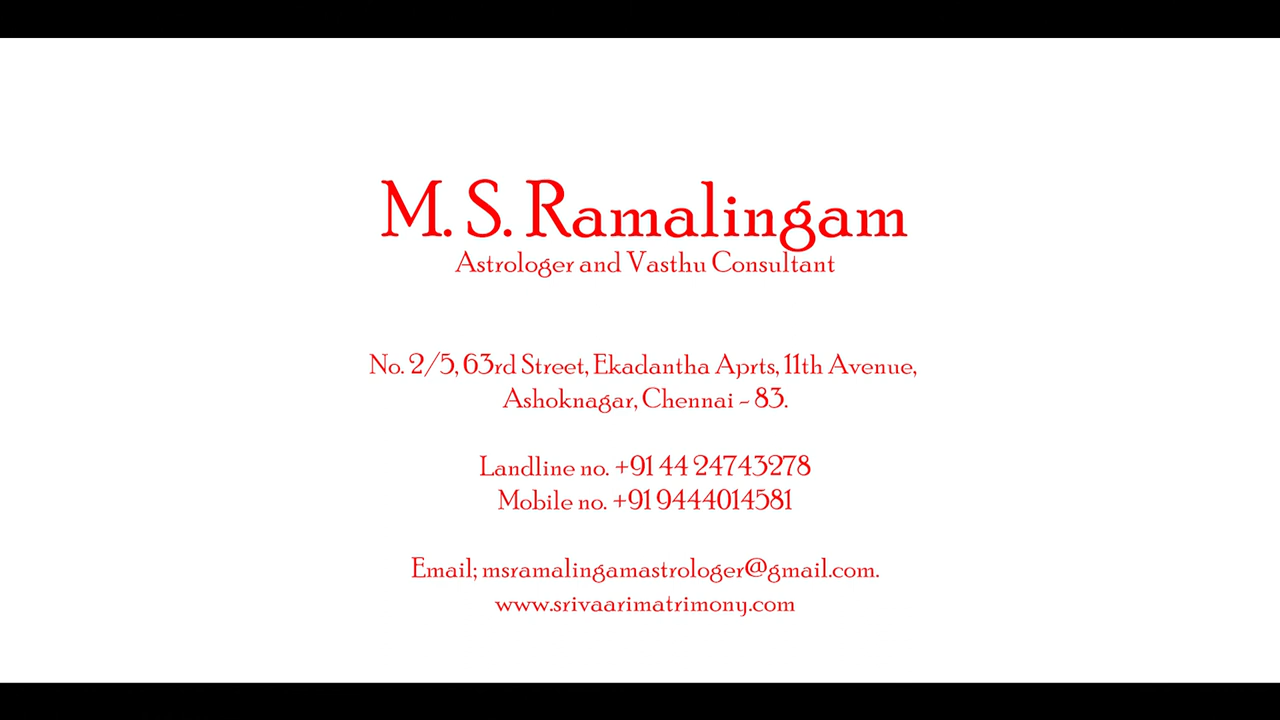 M. S. Ramalingam
Astrologer and Vasthu Consultant
No. 2/5, 63rd Street, Ekadantha Aprts, 11th Avenue,
Ashoknagar, Chennai - 83.
Landline no. +91 44 24743278
Mobile no. +91 9444014581
Email; msramalingamastrologer@gmail.com.
www.srivaarimatrimony.com